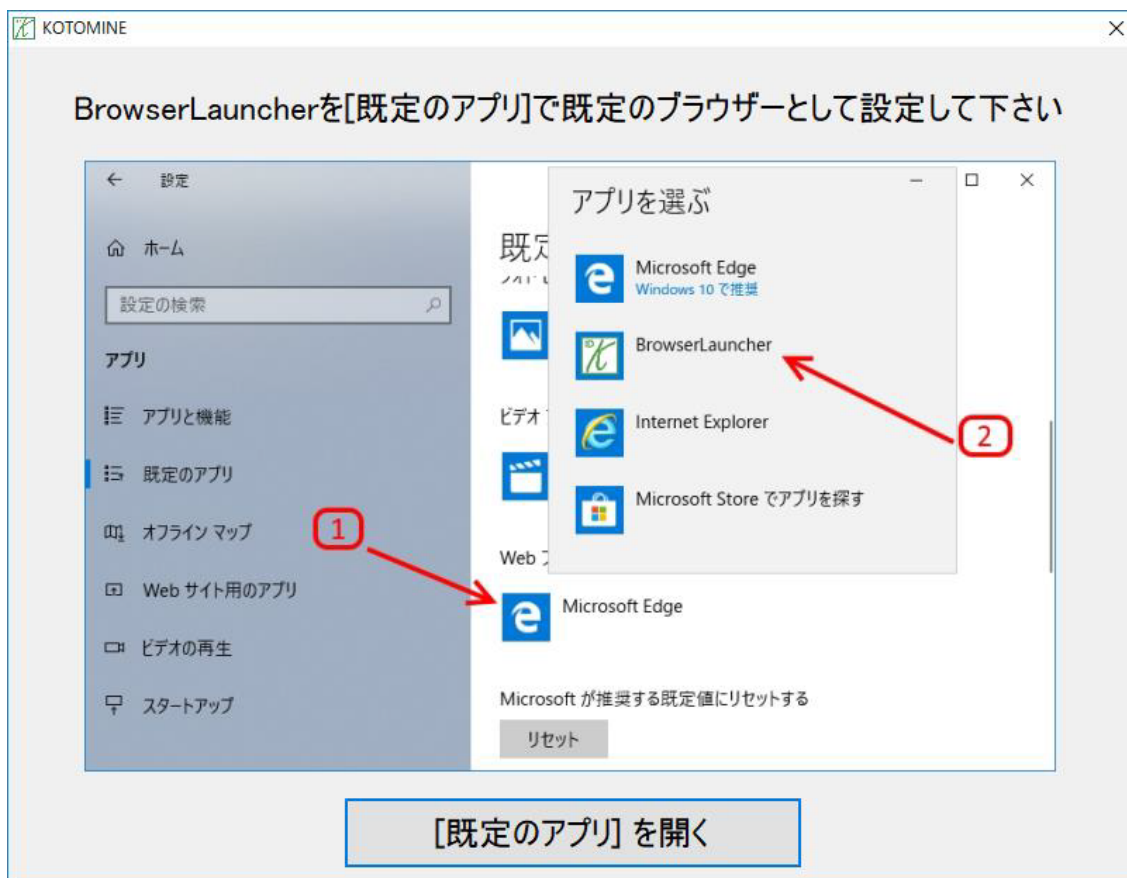 KOTOMINE
BrowserLauncherを[既定のアプリ]で既定のブラウザーとして設定して下さい
設定
ホーム
設定の検索
アプリ
アプリと機能
既定のアプリ
オフライン マップ
Web サイト用のアプリ
ビデオの再生
スタートアップ
既定
アプリを選ぶ
Microsoft Edge
Windows 10 で推奨
BrowserLauncher
Internet Explorer
Microsoft Store でアプリを探す
ビデオ
Web
Microsoft Edge
Microsoft が推奨する既定値にリセットする
リセット
1
2
[既定のアプリ] を開く